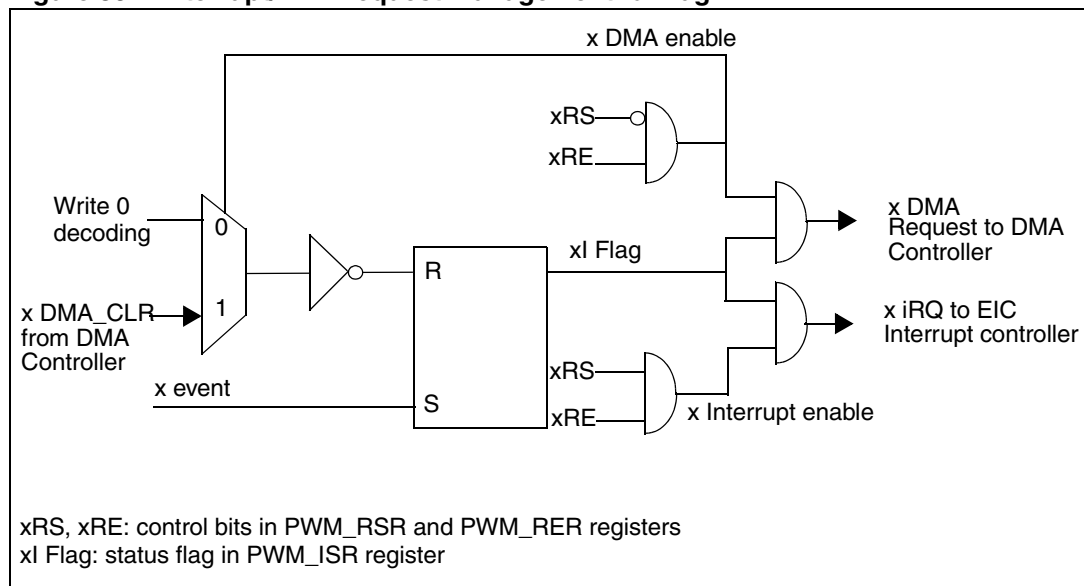 x DMA enable
xRS
xRE
Write 0
decoding
0
1
x DMA_CLR
from DMA
Controller
x event
R
S
xI Flag
xRS
xRE
x Interrupt enable
x DMA
Request to DMA
Controller
x iRQ to EIC
Interrupt controller
xRS, xRE: control bits in PWM_RSR and PWM_RER registers
xI Flag: status flag in PWM_ISR register